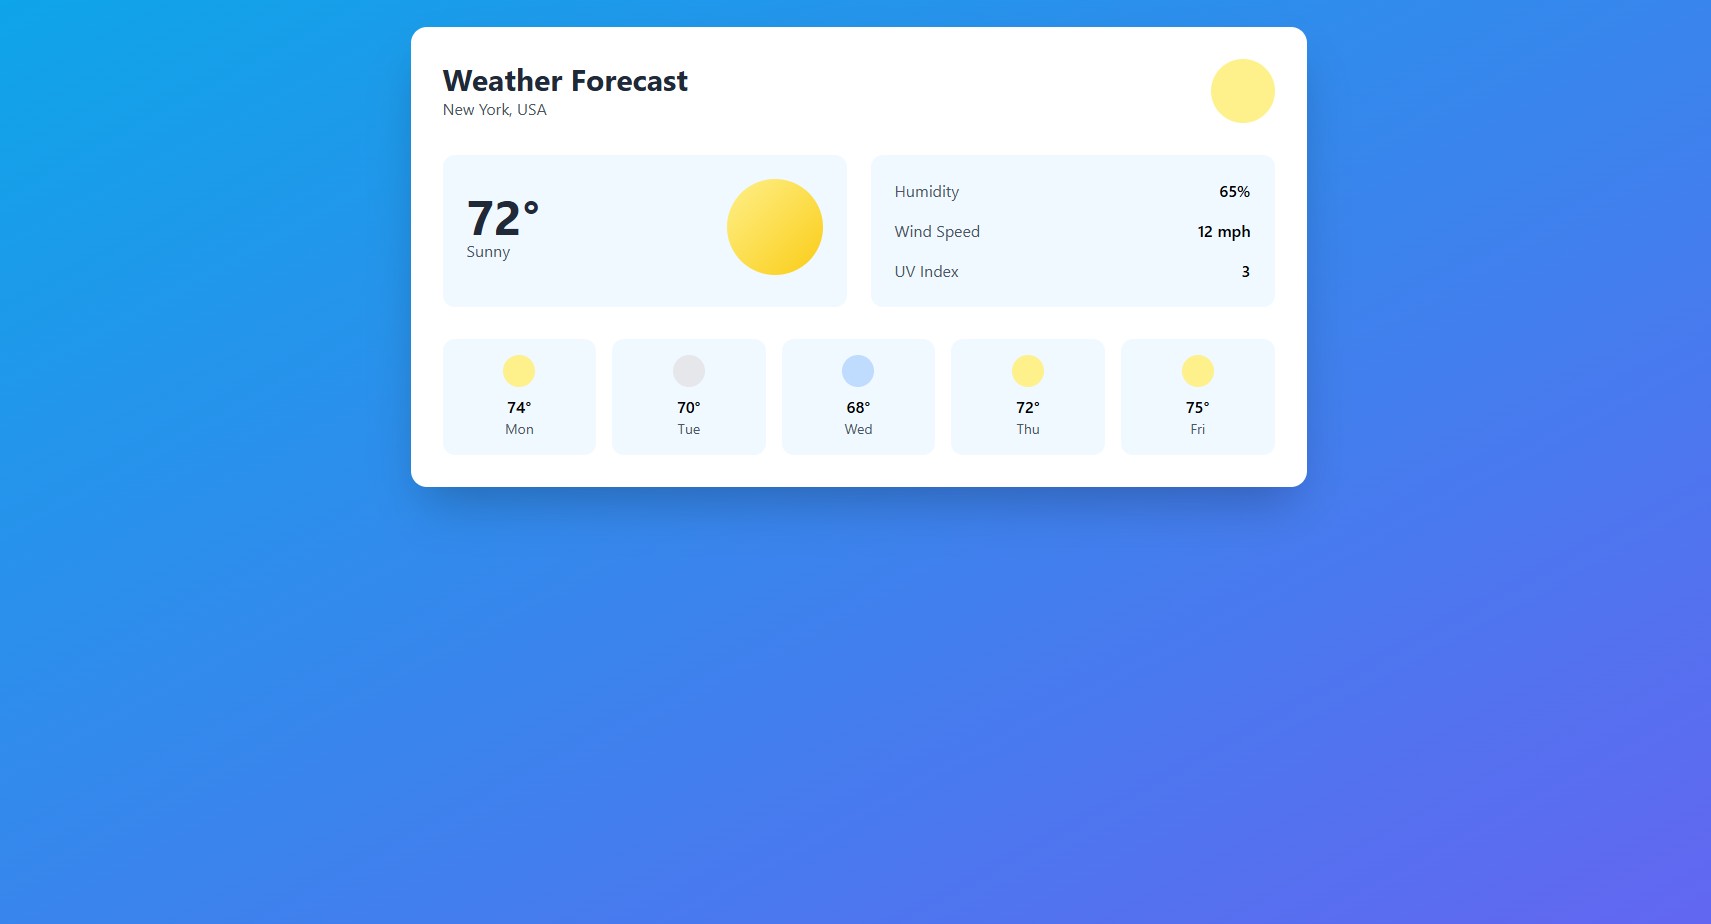 Weather Forecast
New York, USA
72°
Sunny
Humidity 65%
Wind Speed 12 mph
UV Index 3
74° 70° 68° 72° 75°
Mon Tue Wed Thu Fri